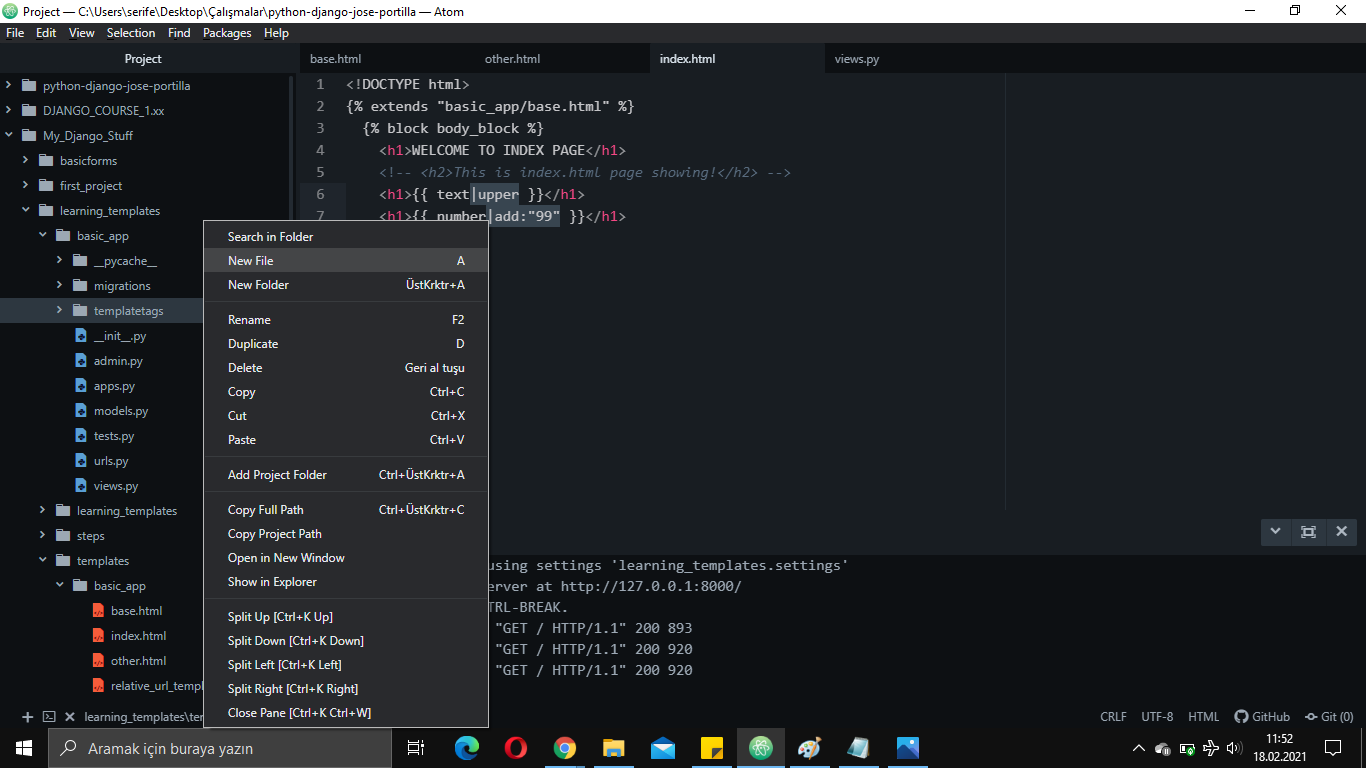 Project — C:\Users\serife\Desktop\Çalışmalar\python-django-jose-portilla — Atom
File Edit View Selection Find Packages Help
Project
python-django-jose-portilla
DJANGO_COURSE_1.xx
My_Django_Stuff
basicforms
first_project
learning_templates
basic_app
__pycache__
migrations
templatetags
__init__.py
admin.py
apps.py
models.py
tests.py
urls.py
views.py
learning_templates
steps
templates
basic_app
base.html
index.html
other.html
relative_url_templ
base.html other.html index.html views.py
1 <!DOCTYPE html>
2 {% extends "basic_app/base.html" %}
3 {% block body_block %}
4 <h1>WELCOME TO INDEX PAGE</h1>
5 <!-- <h2>This is index.html page showing!</h2> -->
6 <h1>{{ text|upper }}</h1>
7 <h1>{{ number|add:"99" }}</h1>
Search in Folder
New File A
New Folder ÜstKrktr+A
Rename F2
Duplicate D
Delete Geri al tuşu
Copy Ctrl+C
Cut Ctrl+X
Paste Ctrl+V
Add Project Folder Ctrl+ÜstKrktr+A
Copy Full Path Ctrl+ÜstKrktr+C
Copy Project Path
Open in New Window
Show in Explorer
Split Up [Ctrl+K Up]
Split Down [Ctrl+K Down]
Split Left [Ctrl+K Left]
Split Right [Ctrl+K Right]
Close Pane [Ctrl+K Ctrl+W]
using settings 'learning_templates.settings'
erver at http://127.0.0.1:8000/
TRL-BREAK.
"GET / HTTP/1.1" 200 893
"GET / HTTP/1.1" 200 920
"GET / HTTP/1.1" 200 920
learning_templates\ter
CRLF UTF-8 HTML GitHub Git (0)
Aramak için buraya yazın
11:52
18.02.2021